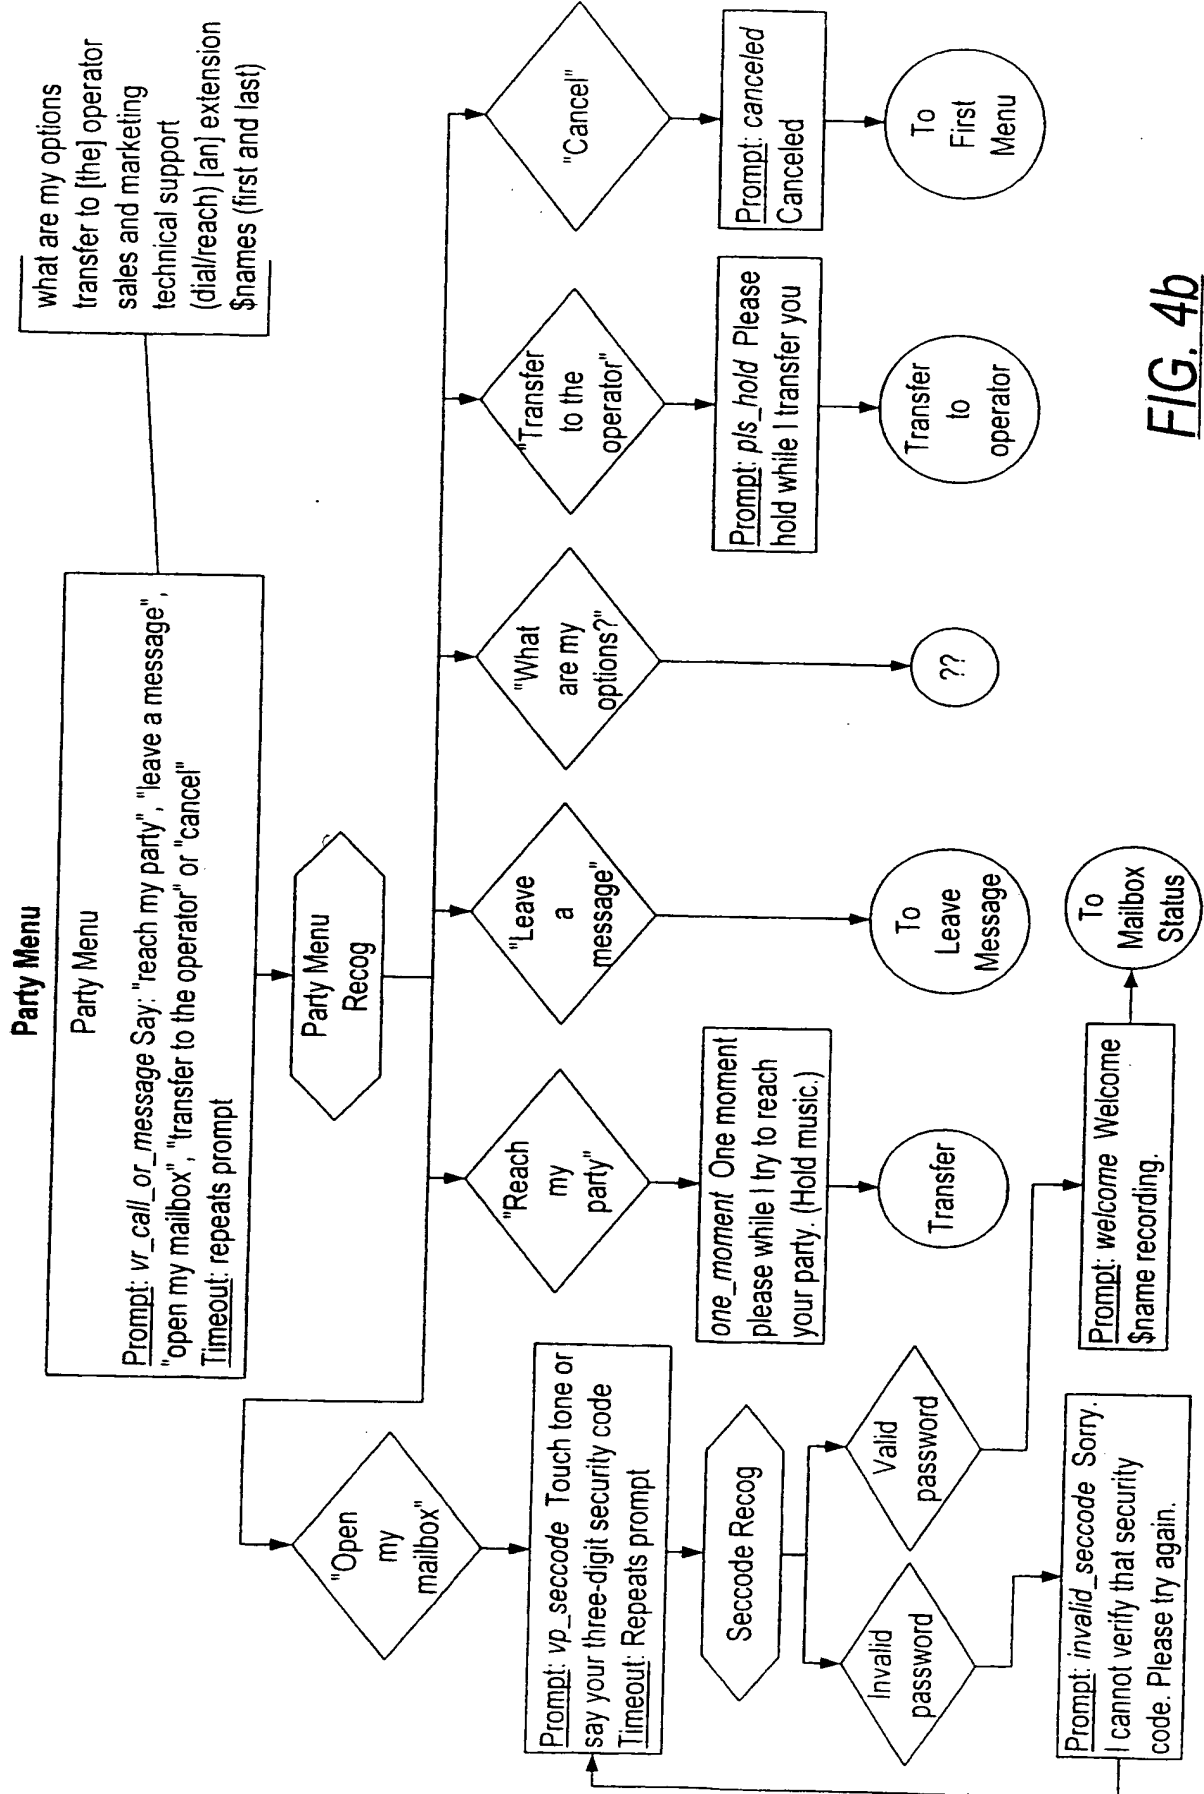 Party Menu
Party Menu
Prompt: vr_call_or_message Say: "reach my party", "leave a message",
"open my mailbox", "transfer to the operator" or "cancel"
Timeout: repeats prompt
what are my options
transfer to [the] operator
sales and marketing
technical support
(dial/reach) [an] extension
$names (first and last)
Party Menu
Recog
"Open
my
mailbox"
"Reach
my
party"
"Leave
a
message"
"What
are my
options?"
"Transfer
to the
operator"
"Cancel"
Prompt: vp_seccode Touch tone or
say your three-digit security code
Timeout: Repeats prompt
one_moment One moment
please while I try to reach
your party. (Hold music.)
Prompt: pls_hold Please
hold while I transfer you
Prompt: canceled
Canceled
Seccode Recog
Transfer
To
Leave
Message
??
Transfer
to
operator
To
First
Menu
Invalid
password
Valid
password
Prompt: invalid_seccode Sorry.
I cannot verify that security
code. Please try again.
Prompt: welcome Welcome
$name recording.
To
Mailbox
Status
FIG. 4b